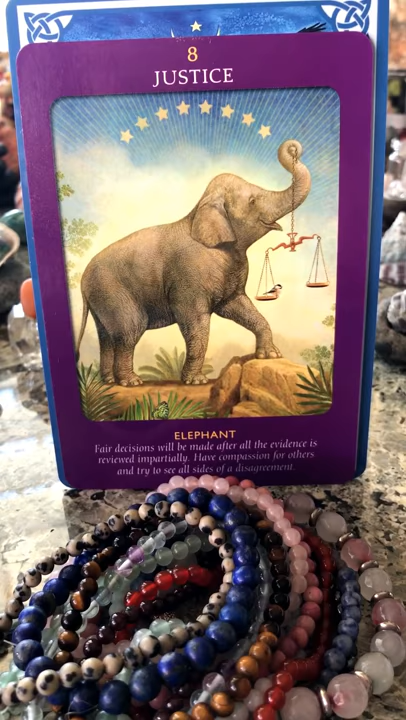 8
JUSTICE
ELEPHANT
Fair decisions will be made after all the evidence is
reviewed impartially. Have compassion for others
and try to see all sides of a disagreement.